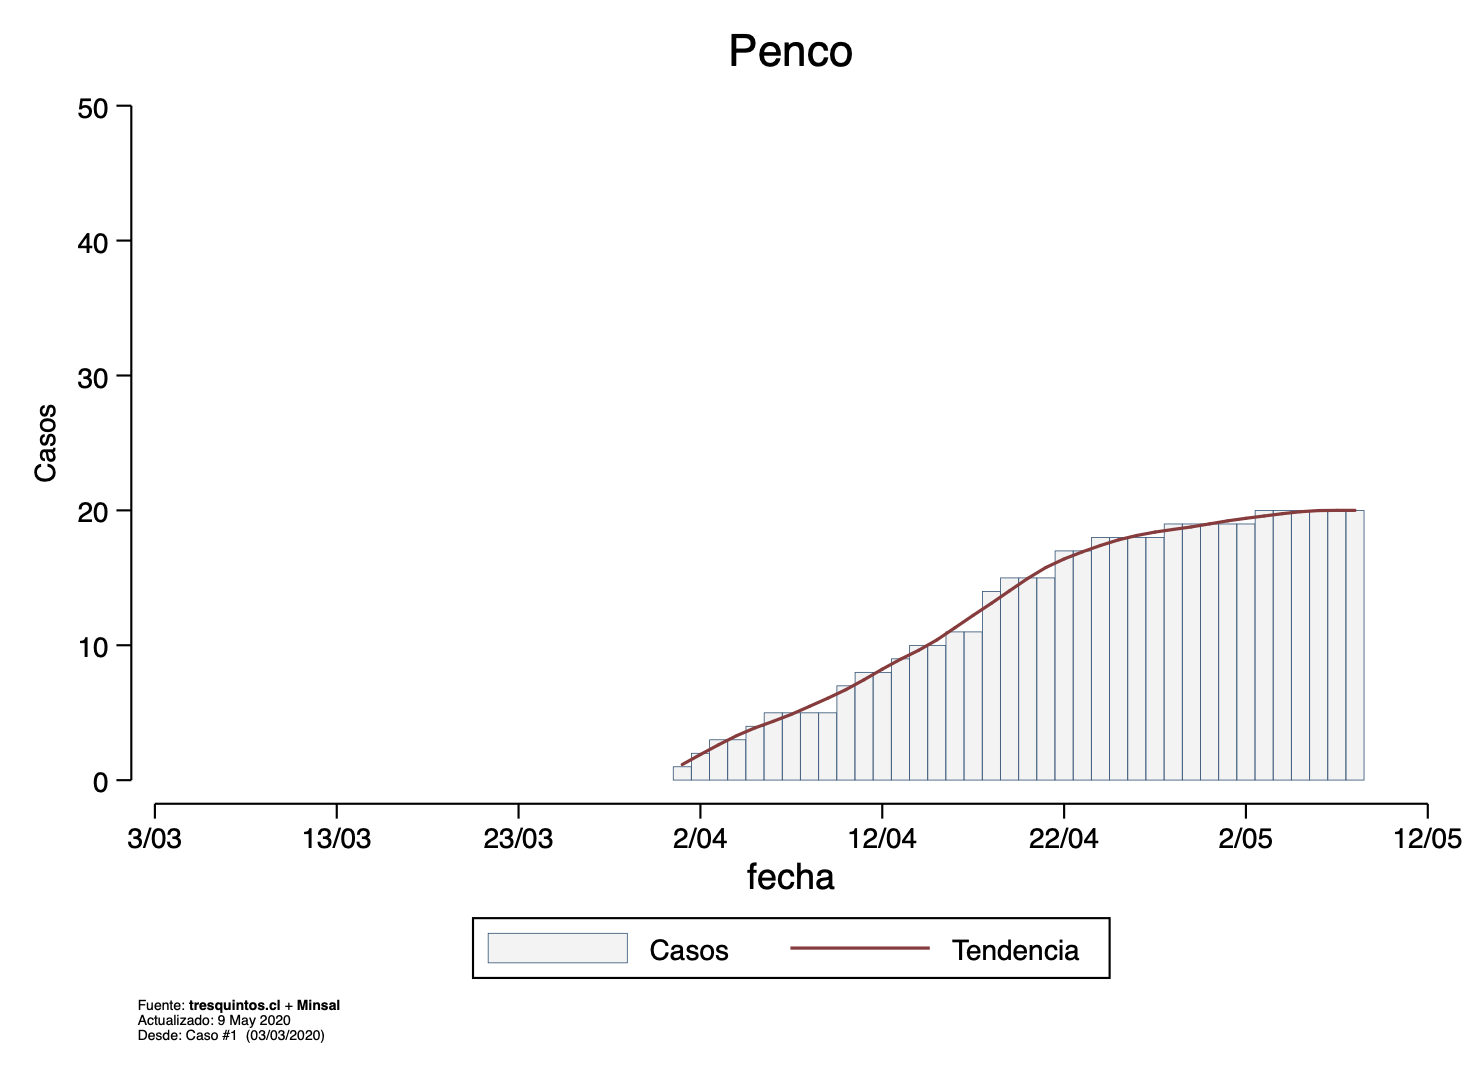 Penco
50
40
30
20
10
0
Casos
3/03 13/03 23/03 2/04 12/04 22/04 2/05 12/05
fecha
Casos Tendencia
Fuente: tresquintos.cl + Minsal
Actualizado: 9 May 2020
Desde: Caso #1 (03/03/2020)